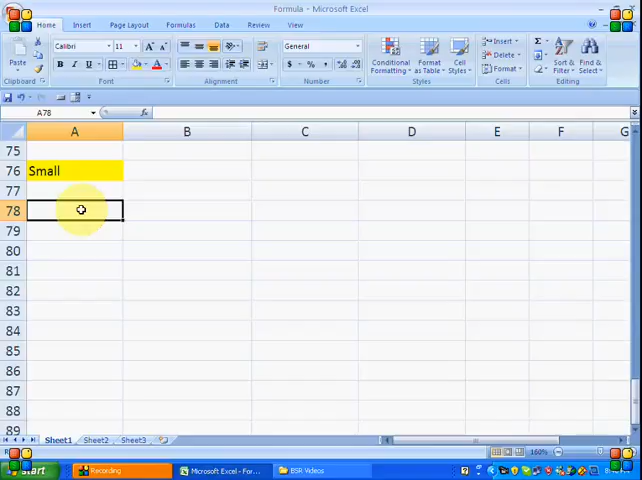 Formula - Microsoft Excel
Home Insert Page Layout Formulas Data Review View
Paste
Clipboard
Calibri 11
B I U
Font
Alignment
General
$ % ,
Number
Conditional Formatting
Format as Table
Cell Styles
Styles
Insert
Delete
Format
Cells
Σ
Sort & Filter
Find & Select
Editing
A78 fx
A B C D E F G
75
76 Small
77
78
79
80
81
82
83
84
85
86
87
88
89
Sheet1 Sheet2 Sheet3
160%
start Recording Microsoft Excel - For... BSR Videos